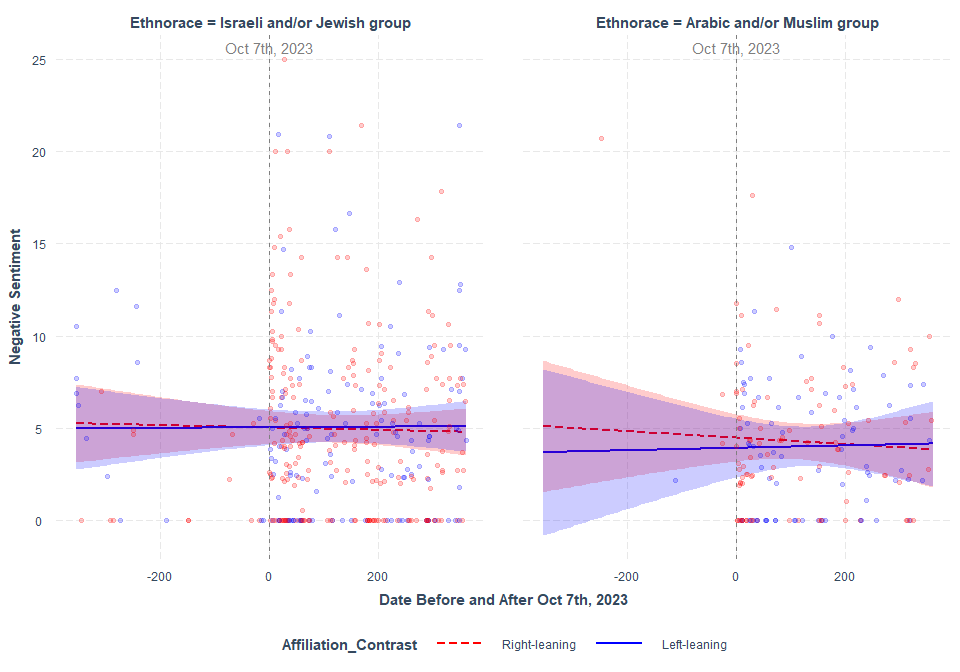 Ethnorace = Israeli and/or Jewish group
Ethnorace = Arabic and/or Muslim group
Oct 7th, 2023
Oct 7th, 2023
25
20
15
10
5
0
Negative Sentiment
-200
0
200
-200
0
200
Date Before and After Oct 7th, 2023
Affiliation_Contrast
Right-leaning
Left-leaning